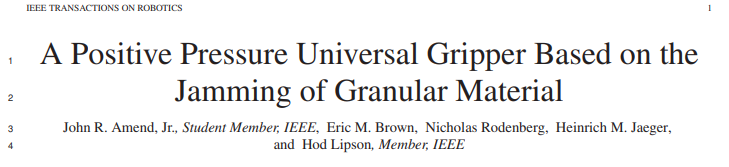 IEEE TRANSACTIONS ON ROBOTICS 1
1 A Positive Pressure Universal Gripper Based on the
2 Jamming of Granular Material
3 John R. Amend, Jr., Student Member, IEEE, Eric M. Brown, Nicholas Rodenberg, Heinrich M. Jaeger,
4 and Hod Lipson, Member, IEEE